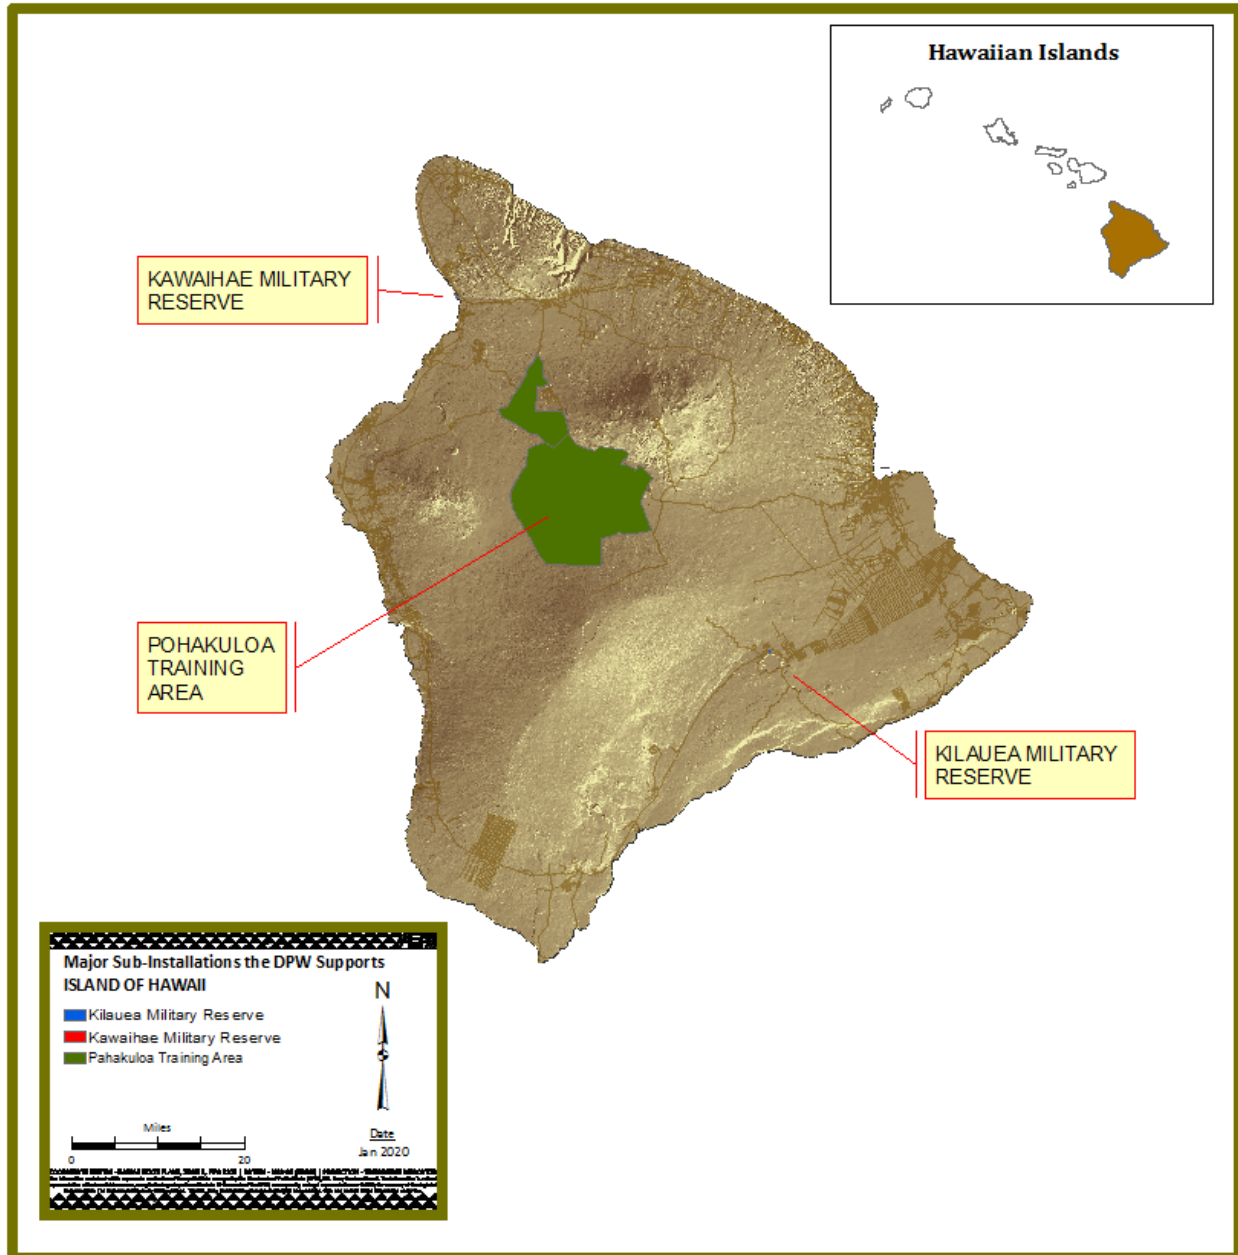 Hawaiian Islands
KAWAIHAE MILITARY
RESERVE
POHAKULOA
TRAINING
AREA
KILAUEA MILITARY
RESERVE
Major Sub-Installations the DPW Supports
ISLAND OF HAWAII
N
Kilauea Military Reserve
Kawaihae Military Reserve
Pahakuloa Training Area
Miles
0 20
Date
Jan 2020